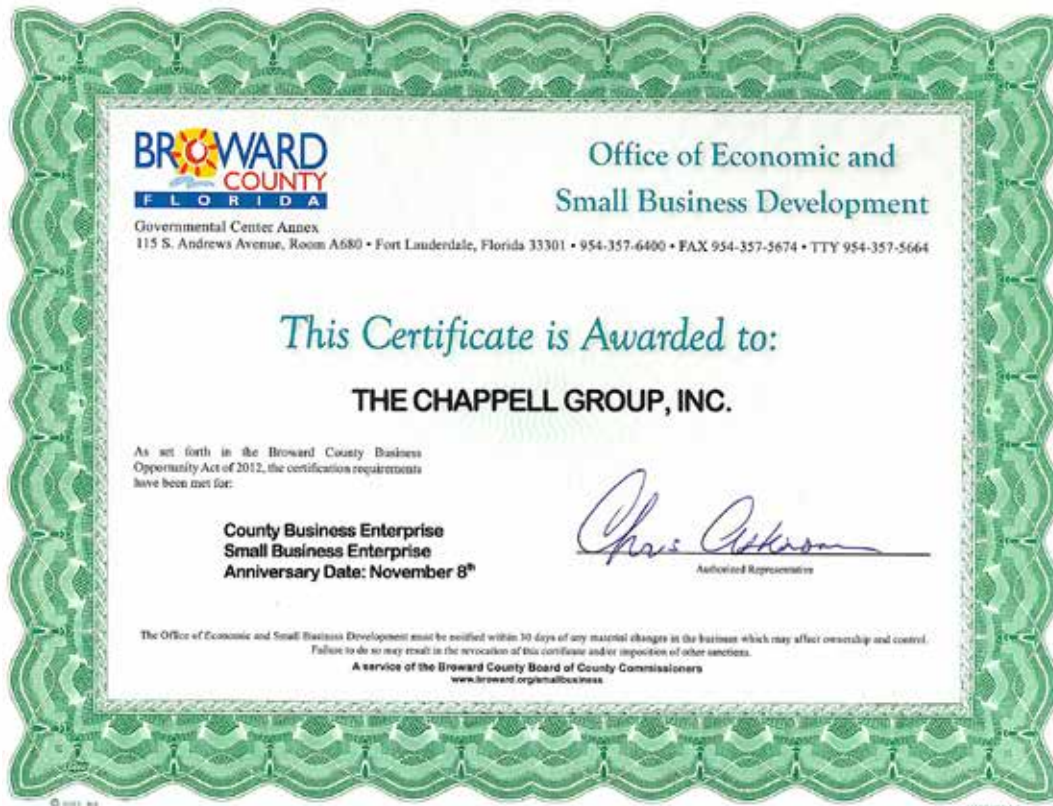 BROWARD
COUNTY
FLORIDA
Office of Economic and
Small Business Development
Governmental Center Annex
115 S. Andrews Avenue, Room A680 • Fort Lauderdale, Florida 33301 • 954-357-6400 • FAX 954-357-5674 • TTY 954-357-5664
This Certificate is Awarded to:
THE CHAPPELL GROUP, INC.
As set forth in the Broward County Business
Opportunity Act of 2012, the certification requirements
have been met for:
County Business Enterprise
Small Business Enterprise
Anniversary Date: November 8th
Chris
Authorized Representative
The Office of Economic and Small Business Development must be notified within 30 days of any material changes in the business which may affect ownership and control.
Failure to do so may result in the revocation of this certificate and/or imposition of other sanctions.
A service of the Broward County Board of County Commissioners
www.broward.org/smallbusiness